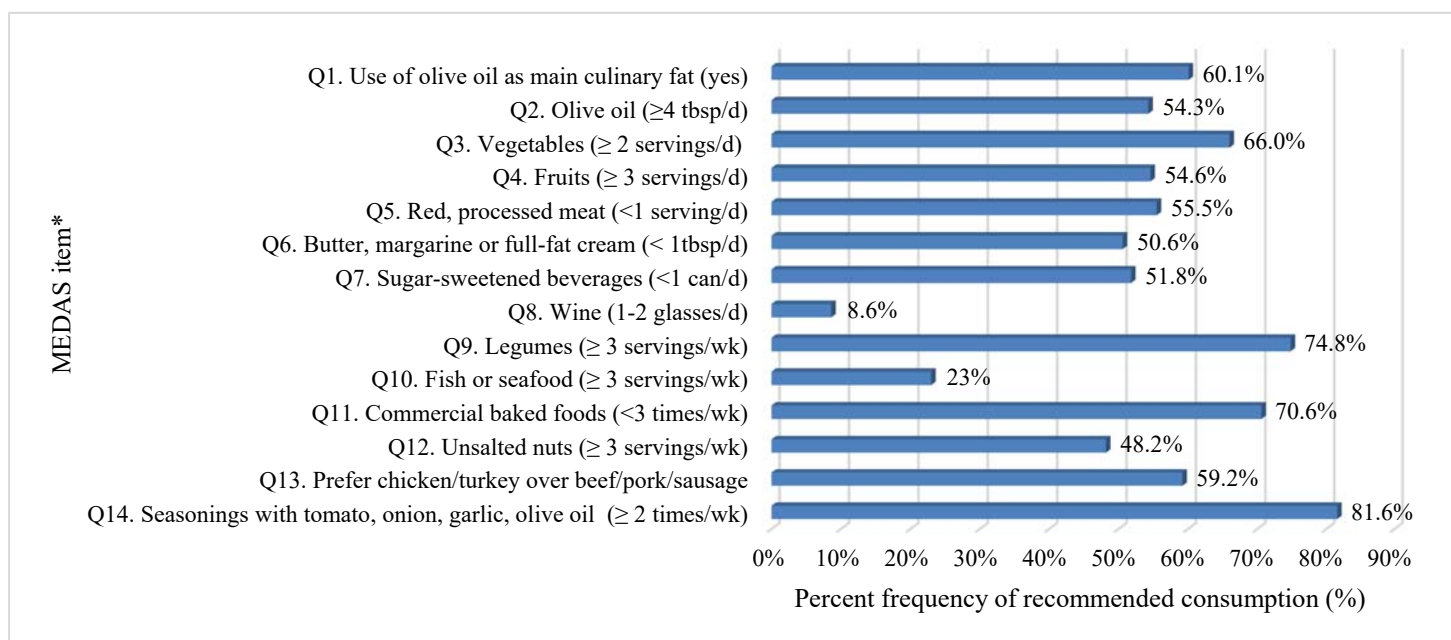 Q1. Use of olive oil as main culinary fat (yes) 60.1%
Q2. Olive oil (≥4 tbsp/d) 54.3%
Q3. Vegetables (≥ 2 servings/d) 66.0%
Q4. Fruits (≥ 3 servings/d) 54.6%
Q5. Red, processed meat (<1 serving/d) 55.5%
Q6. Butter, margarine or full-fat cream (< 1tbsp/d) 50.6%
Q7. Sugar-sweetened beverages (<1 can/d) 51.8%
Q8. Wine (1-2 glasses/d) 8.6%
Q9. Legumes (≥ 3 servings/wk) 74.8%
Q10. Fish or seafood (≥ 3 servings/wk) 23%
Q11. Commercial baked foods (<3 times/wk) 70.6%
Q12. Unsalted nuts (≥ 3 servings/wk) 48.2%
Q13. Prefer chicken/turkey over beef/pork/sausage 59.2%
Q14. Seasonings with tomato, onion, garlic, olive oil (≥ 2 times/wk) 81.6%
MEDAS item*
0% 10% 20% 30% 40% 50% 60% 70% 80% 90%
Percent frequency of recommended consumption (%)